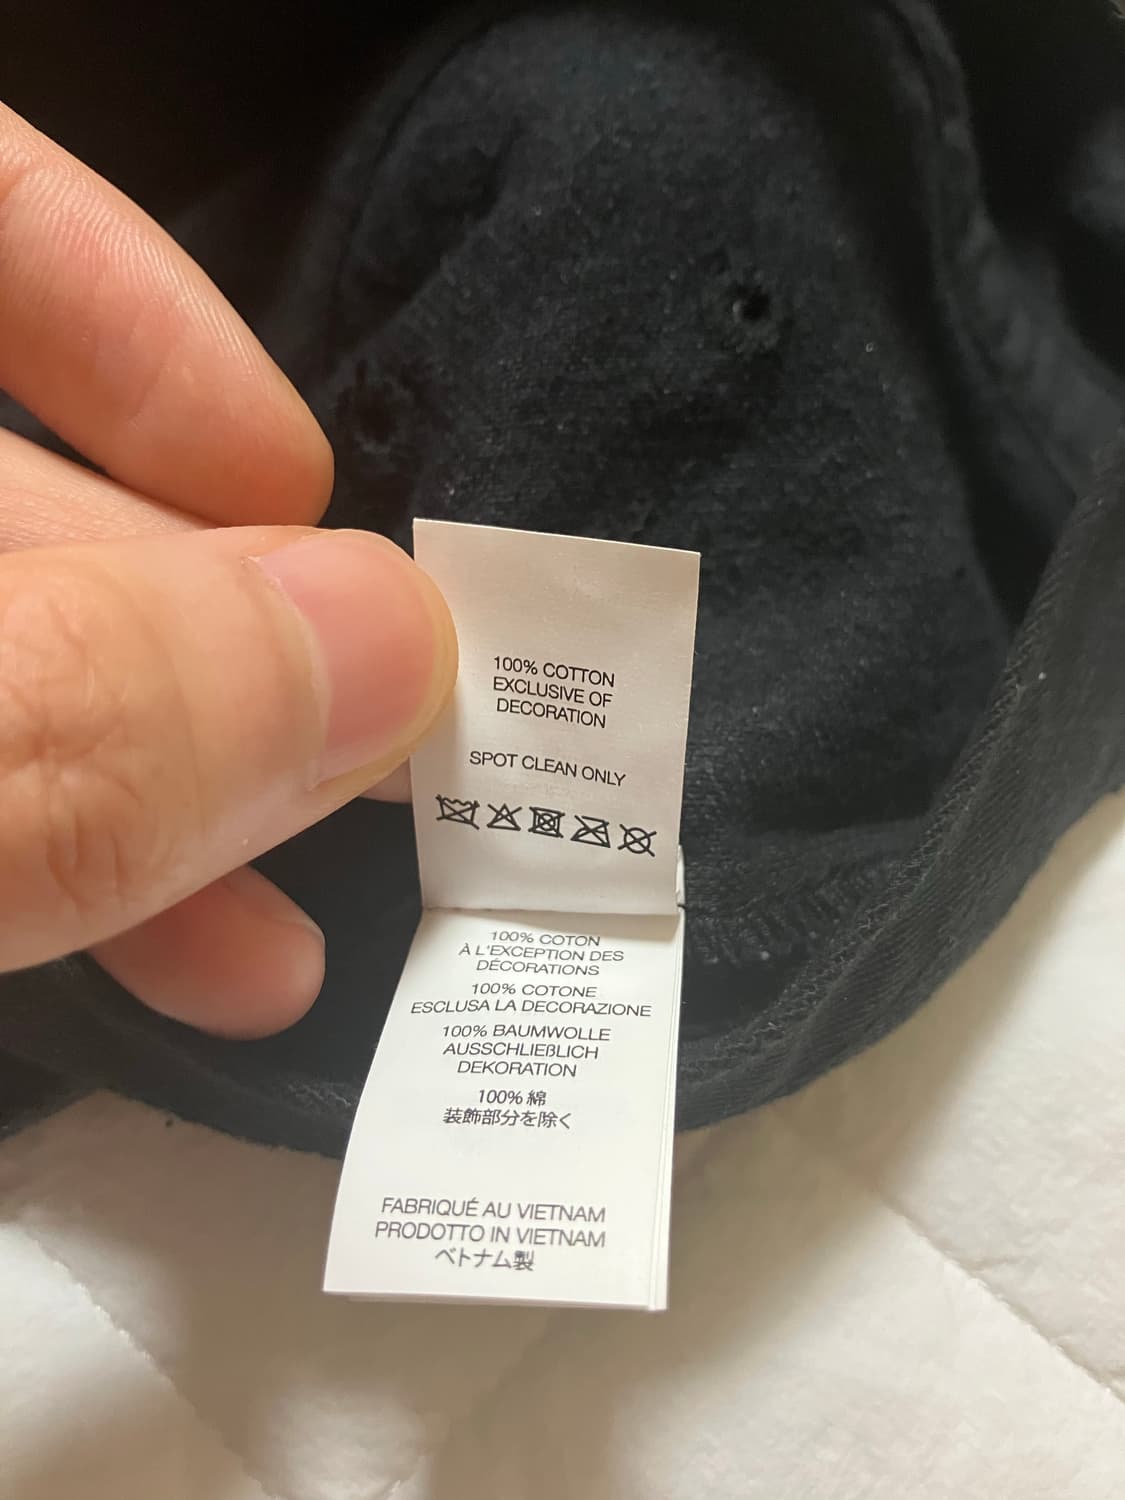 100% COTTON
EXCLUSIVE OF
DECORATION
SPOT CLEAN ONLY
100% COTON
À L'EXCEPTION DES
DÉCORATIONS
100% COTONE
ESCLUSA LA DECORAZIONE
100% BAUMWOLLE
AUSSCHLIEßLICH
DEKORATION
100% 綿
装飾部分を除く
FABRIQUÉ AU VIETNAM
PRODOTTO IN VIETNAM
ベトナム製